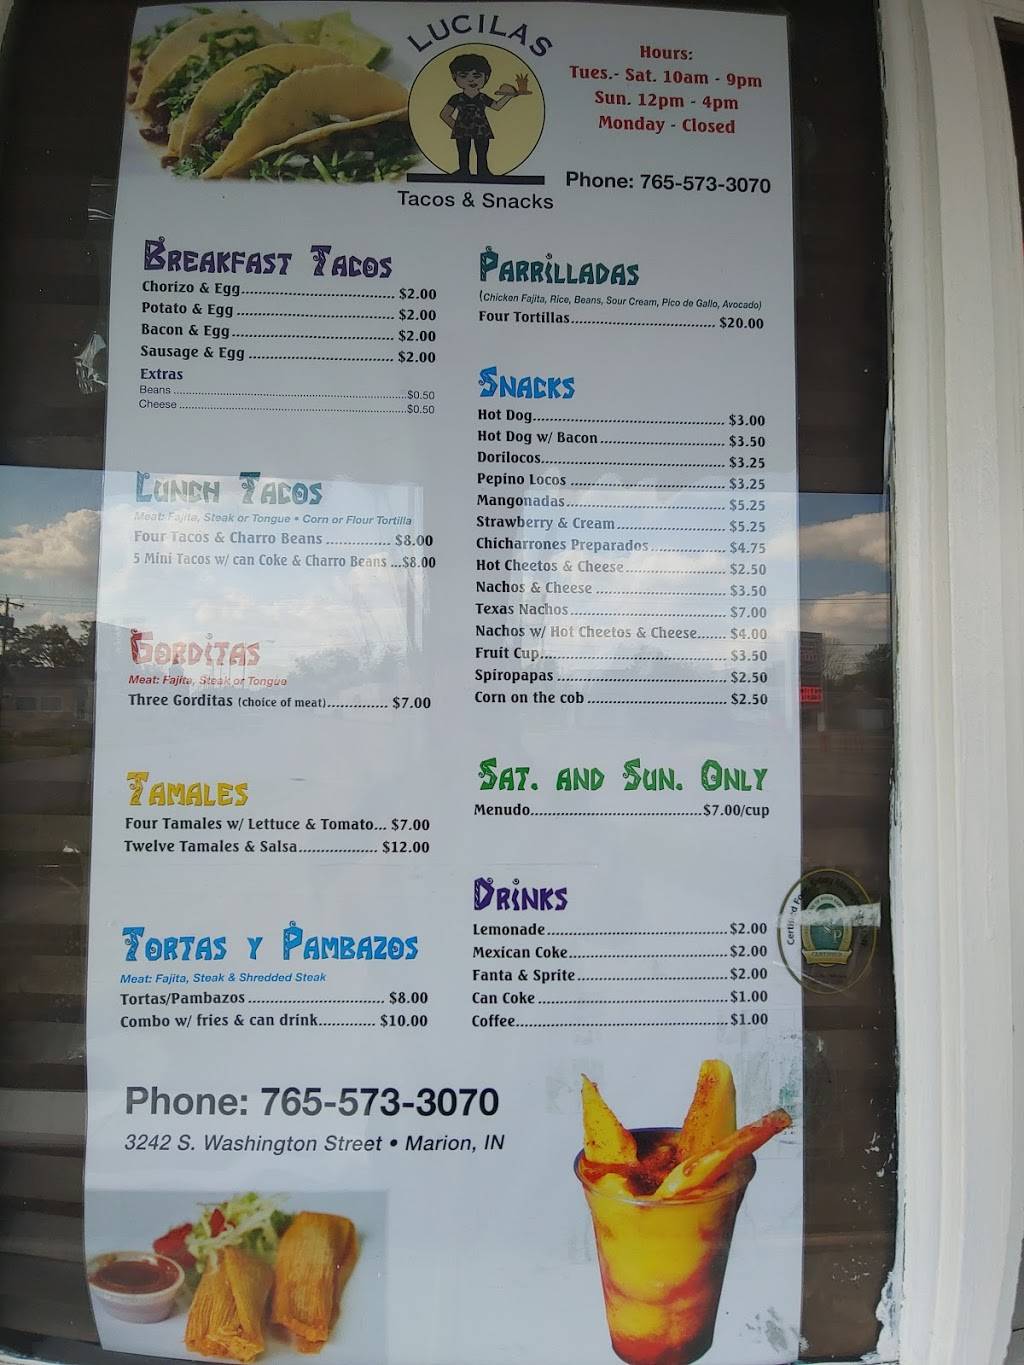 LUCILAS
Tacos & Snacks
Hours:
Tues.- Sat. 10am - 9pm
Sun. 12pm - 4pm
Monday - Closed
Phone: 765-573-3070
Breakfast Tacos
Chorizo & Egg.................................. $2.00
Potato & Egg .................................. $2.00
Bacon & Egg.................................. $2.00
Sausage & Egg ................................ $2.00
Extras
Beans ..................................................$0.50
Cheese ................................................$0.50
Lunch Tacos
Meat: Fajita, Steak or Tongue • Corn or Flour Tortilla
Four Tacos & Charro Beans .............. $8.00
5 Mini Tacos w/ can Coke & Charro Beans ...$8.00
Gorditas
Meat: Fajita, Steak or Tongue
Three Gorditas (choice of meat)............. $7.00
Tamales
Four Tamales w/ Lettuce & Tomato... $7.00
Twelve Tamales & Salsa................. $12.00
Tortas y Pambazos
Meat: Fajita, Steak & Shredded Steak
Tortas/Pambazos .............................. $8.00
Combo w/ fries & can drink............ $10.00
Parrilladas
(Chicken Fajita, Rice, Beans, Sour Cream, Pico de Gallo, Avocado)
Four Tortillas............................... $20.00
Snacks
Hot Dog......................................... $3.00
Hot Dog w/ Bacon........................... $3.50
Dorilocos....................................... $3.25
Pepino Locos ................................. $3.25
Mangonadas.................................. $5.25
Strawberry & Cream....................... $5.25
Chicharrones Preparados................ $4.75
Hot Cheetos & Cheese..................... $2.50
Nachos & Cheese ........................... $3.50
Texas Nachos................................. $7.00
Nachos w/ Hot Cheetos & Cheese...... $4.00
Fruit Cup....................................... $3.50
Spiropapas .................................... $2.50
Corn on the cob .............................. $2.50
Sat. and Sun. Only
Menudo.....................................$7.00/cup
Drinks
Lemonade......................................$2.00
Mexican Coke.................................$2.00
Fanta & Sprite................................$2.00
Can Coke ........................................$1.00
Coffee.............................................$1.00
Phone: 765-573-3070
3242 S. Washington Street • Marion, IN